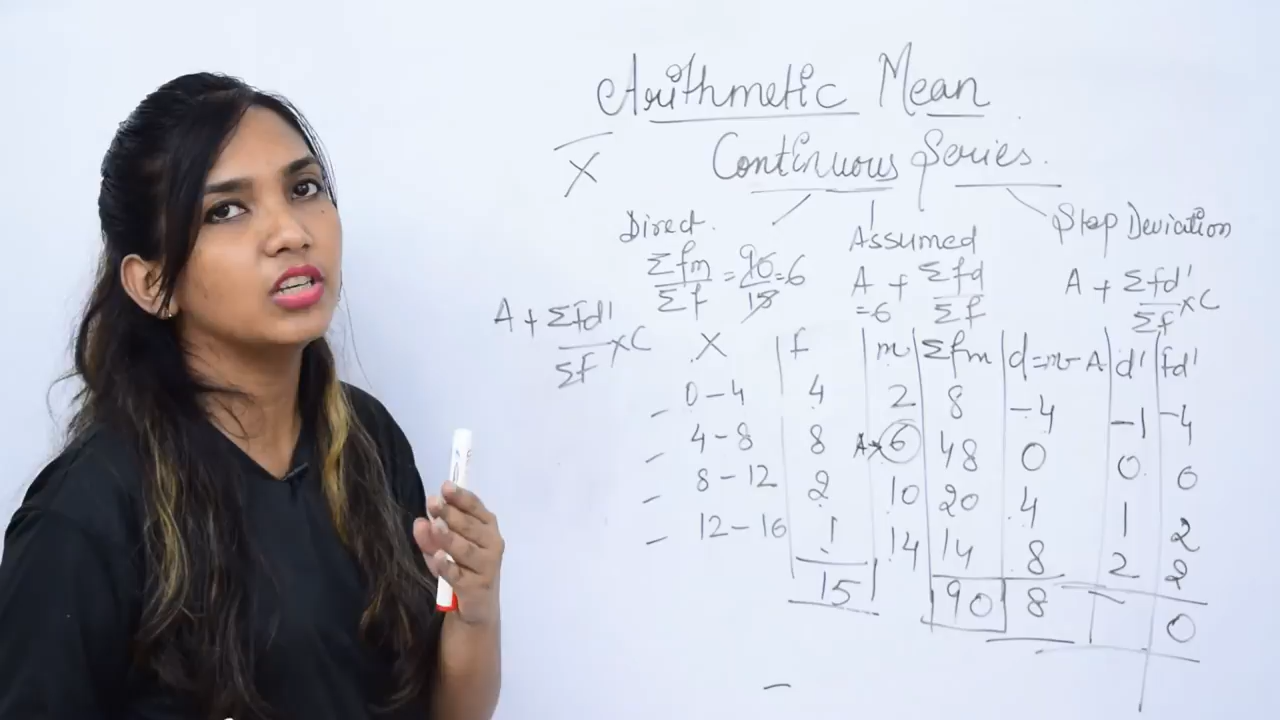 Arithmetic Mean
X̅ Continuous Series.
Direct. Assumed Step Deviation
Σfm/Σf = 90/15 = 6 A + Σfd/Σf A + Σfd'/Σf × C
=6
A + Σfd'/Σf × C
X f m Σfm d=m-A d' fd'
0-4 4 2 8 -4 -1 -4
4-8 8 A→6 48 0 0 0
8-12 2 10 20 4 1 2
12-16 1 14 14 8 2 2
15 90 8 0